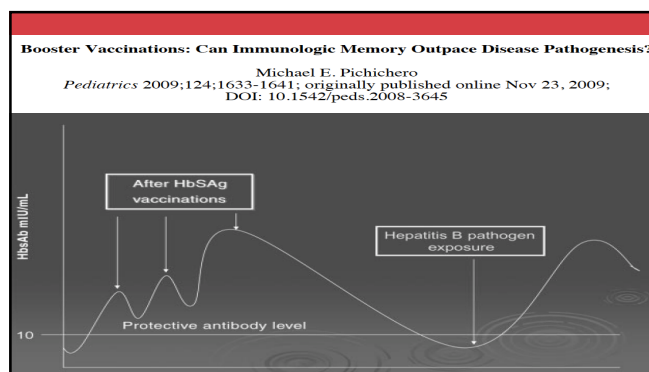 Booster Vaccinations: Can Immunologic Memory Outpace Disease Pathogenesis?
Michael E. Pichichero
Pediatrics 2009;124;1633-1641; originally published online Nov 23, 2009;
DOI: 10.1542/peds.2008-3645
After HbSAg
vaccinations
Hepatitis B pathogen
exposure
HbsAb mIU/mL
Protective antibody level
10